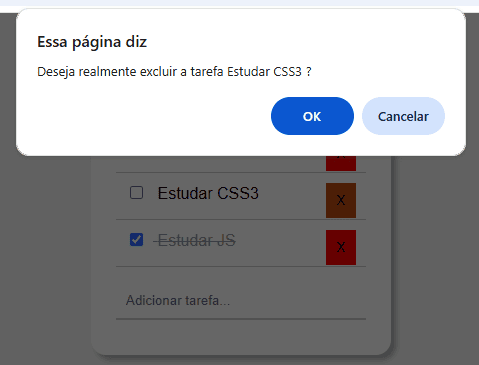 Essa página diz
Deseja realmente excluir a tarefa Estudar CSS3 ?
OK Cancelar
Estudar CSS3 X
Estudar JS X
Adicionar tarefa...